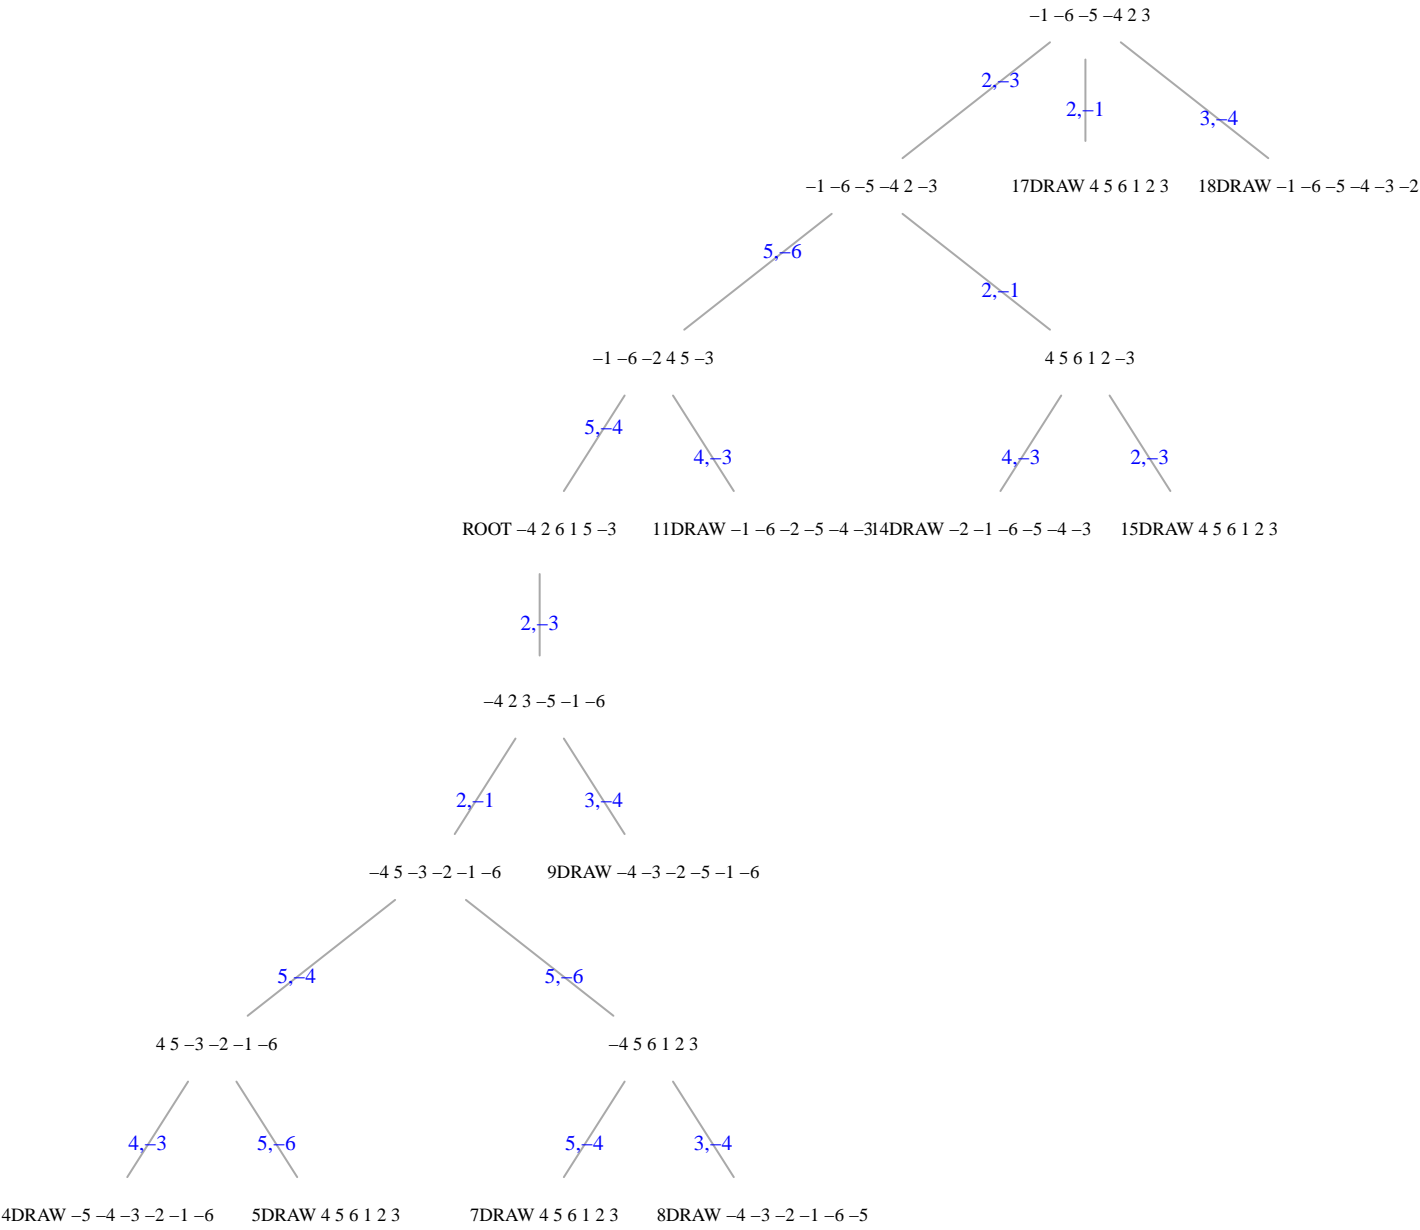 –1 –6 –5 –4 2 3
2,–3
2,–1
3,–4
–1 –6 –5 –4 2 –3
17DRAW 4 5 6 1 2 3
18DRAW –1 –6 –5 –4 –3 –2
5,–6
2,–1
–1 –6 –2 4 5 –3
4 5 6 1 2 –3
5,–4
4,–3
4,–3
2,–3
ROOT –4 2 6 1 5 –3
11DRAW –1 –6 –2 –5 –4 –3
14DRAW –2 –1 –6 –5 –4 –3
15DRAW 4 5 6 1 2 3
2,–3
–4 2 3 –5 –1 –6
2,–1
3,–4
–4 5 –3 –2 –1 –6
9DRAW –4 –3 –2 –5 –1 –6
5,–4
5,–6
4 5 –3 –2 –1 –6
–4 5 6 1 2 3
4,–3
5,–6
5,–4
3,–4
4DRAW –5 –4 –3 –2 –1 –6
5DRAW 4 5 6 1 2 3
7DRAW 4 5 6 1 2 3
8DRAW –4 –3 –2 –1 –6 –5